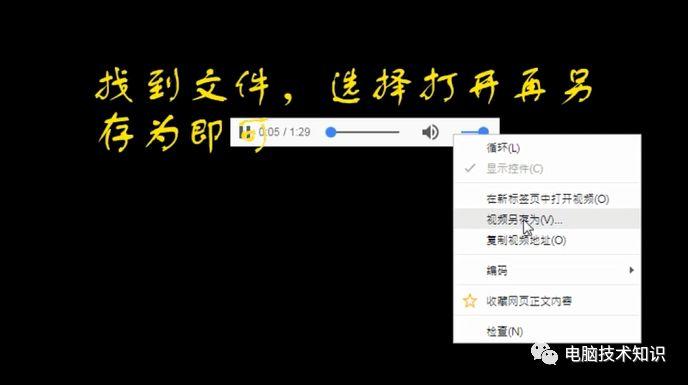 找到文件，选择打开再另
存为即可
0:05 / 1:29
循环(L)
显示控件(C)
在新标签页中打开视频(O)
视频另存为(V)...
复制视频地址(O)
编码
收藏网页正文内容
检查(N)
电脑技术知识